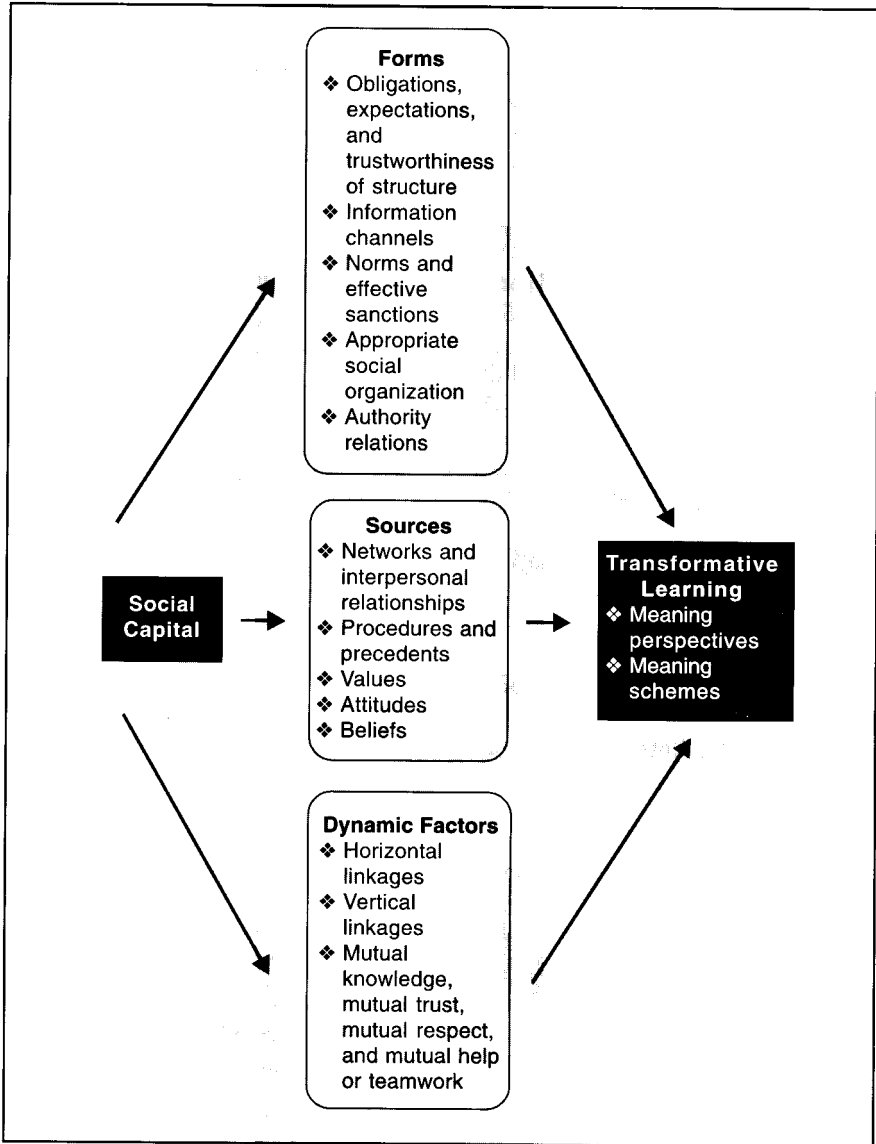 Forms
❖ Obligations,
expectations,
and
trustworthiness
of structure
❖ Information
channels
❖ Norms and
effective
sanctions
❖ Appropriate
social
organization
❖ Authority
relations
Social
Capital
Sources
❖ Networks and
interpersonal
relationships
❖ Procedures and
precedents
❖ Values
❖ Attitudes
❖ Beliefs
Transformative
Learning
❖ Meaning
perspectives
❖ Meaning
schemes
Dynamic Factors
❖ Horizontal
linkages
❖ Vertical
linkages
❖ Mutual
knowledge,
mutual trust,
mutual respect,
and mutual help
or teamwork